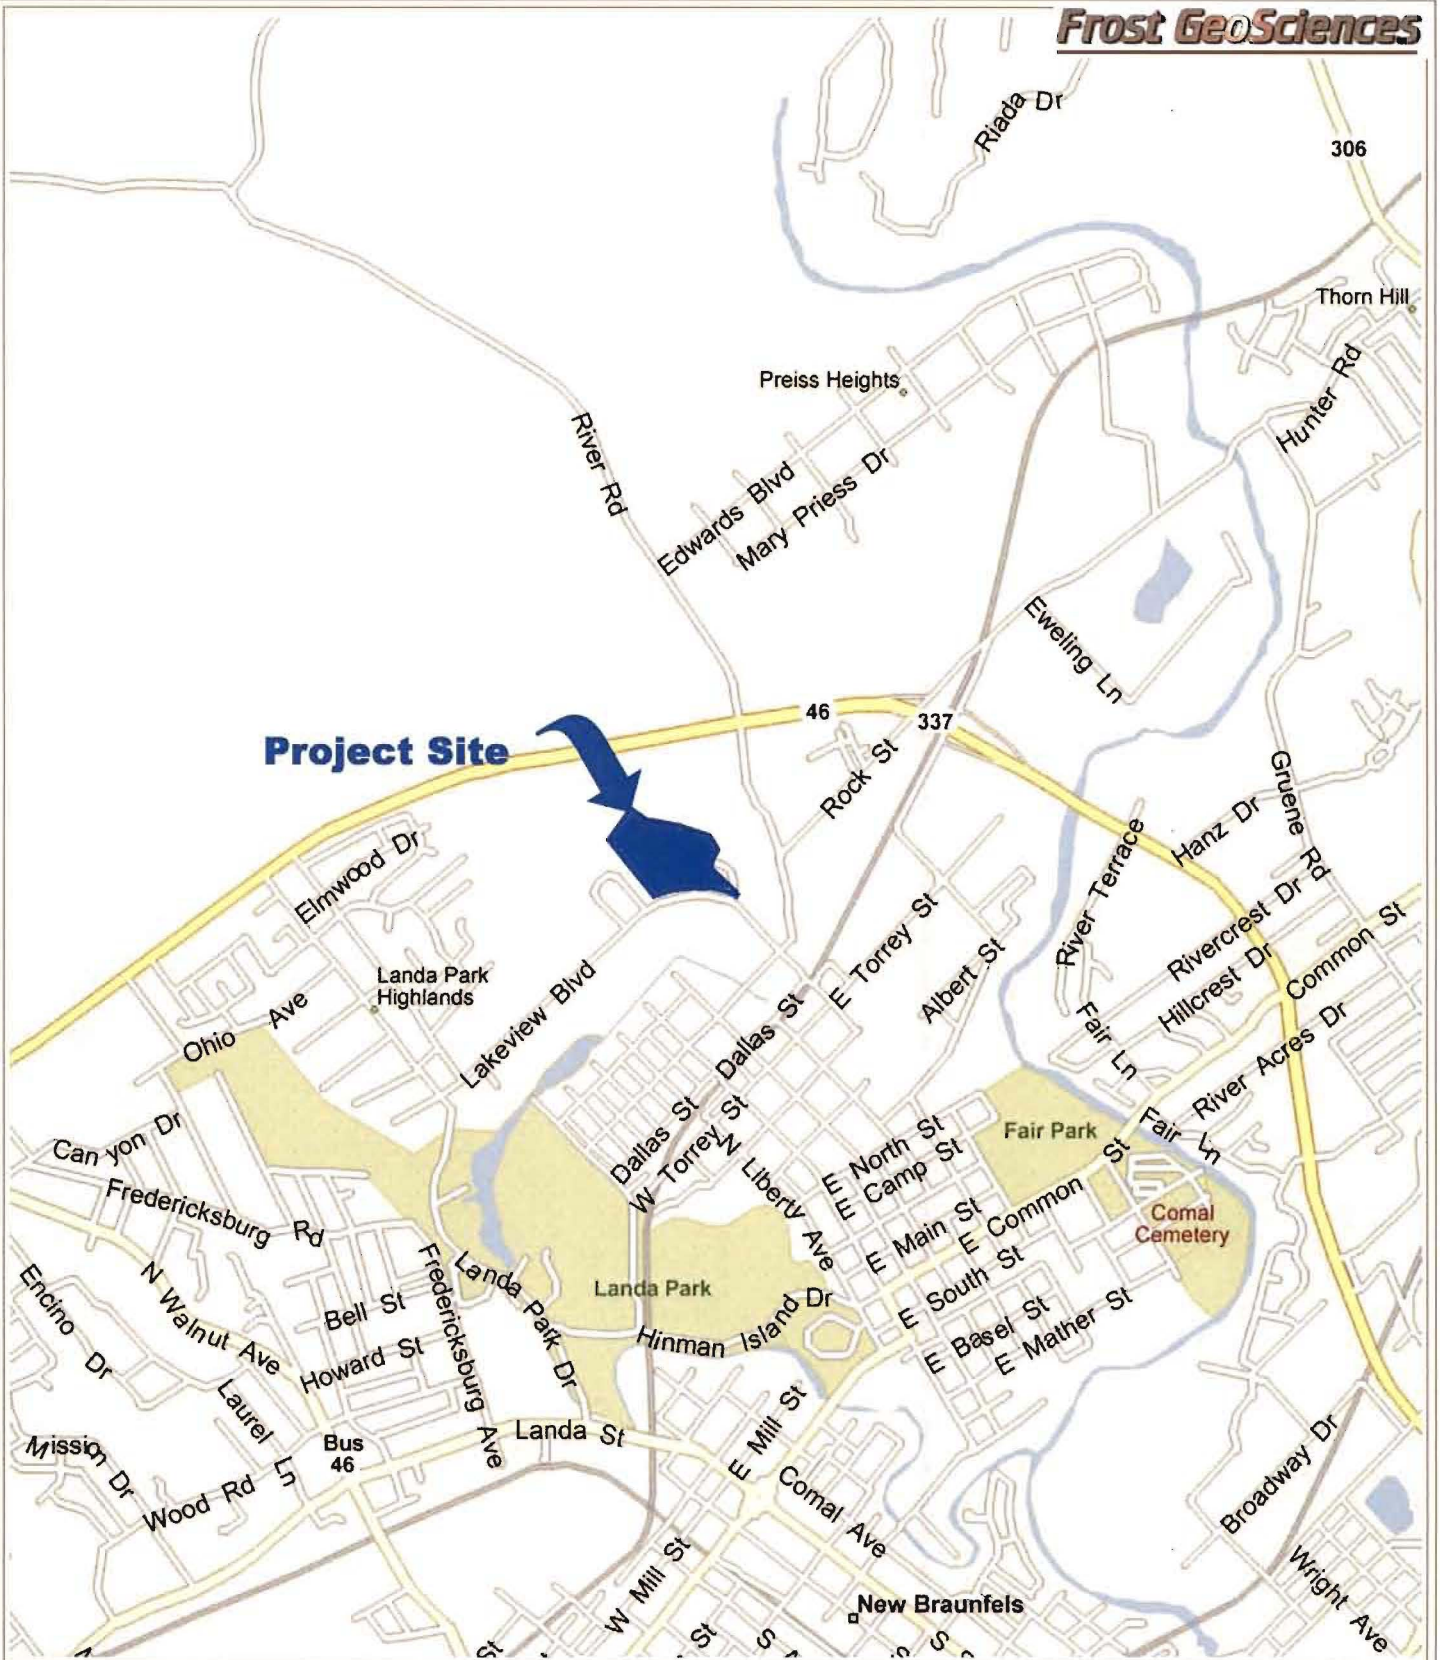 Frost GeoSciences
Riada Dr
306
Thorn Hill
Preiss Heights
Hunter Rd
River Rd
Edwards Blvd
Mary Priess Dr
Eweling Ln
46
337
Project Site
Rock St
Gruene Rd
Hanz Dr
Elmwood Dr
River Terrace
Rivercrest Dr
Hillcrest Dr
Common St
E Torrey St
Albert St
Landa Park
Highlands
Ohio Ave
Lakeview Blvd
Dallas St
Fair Ln
River Acres Dr
Canyon Dr
Dallas St
W Torrey St
N Liberty Ave
E North St
E Camp St
Fair Park
Fair Ln
Fredericksburg Rd
E Main St
E Common St
Comal
Cemetery
Encino Dr
N Walnut Ave
Bell St
Howard St
Fredericksburg Ave
Landa Park Dr
Landa Park
Hinman Island Dr
E South St
E Basel St
E Mather St
Laurel Ln
Mission Dr
Wood Rd
Bus
46
Landa St
E Mill St
Comal Ave
Broadway Dr
Wright Ave
W Mill St
New Braunfels
St
St
S
S